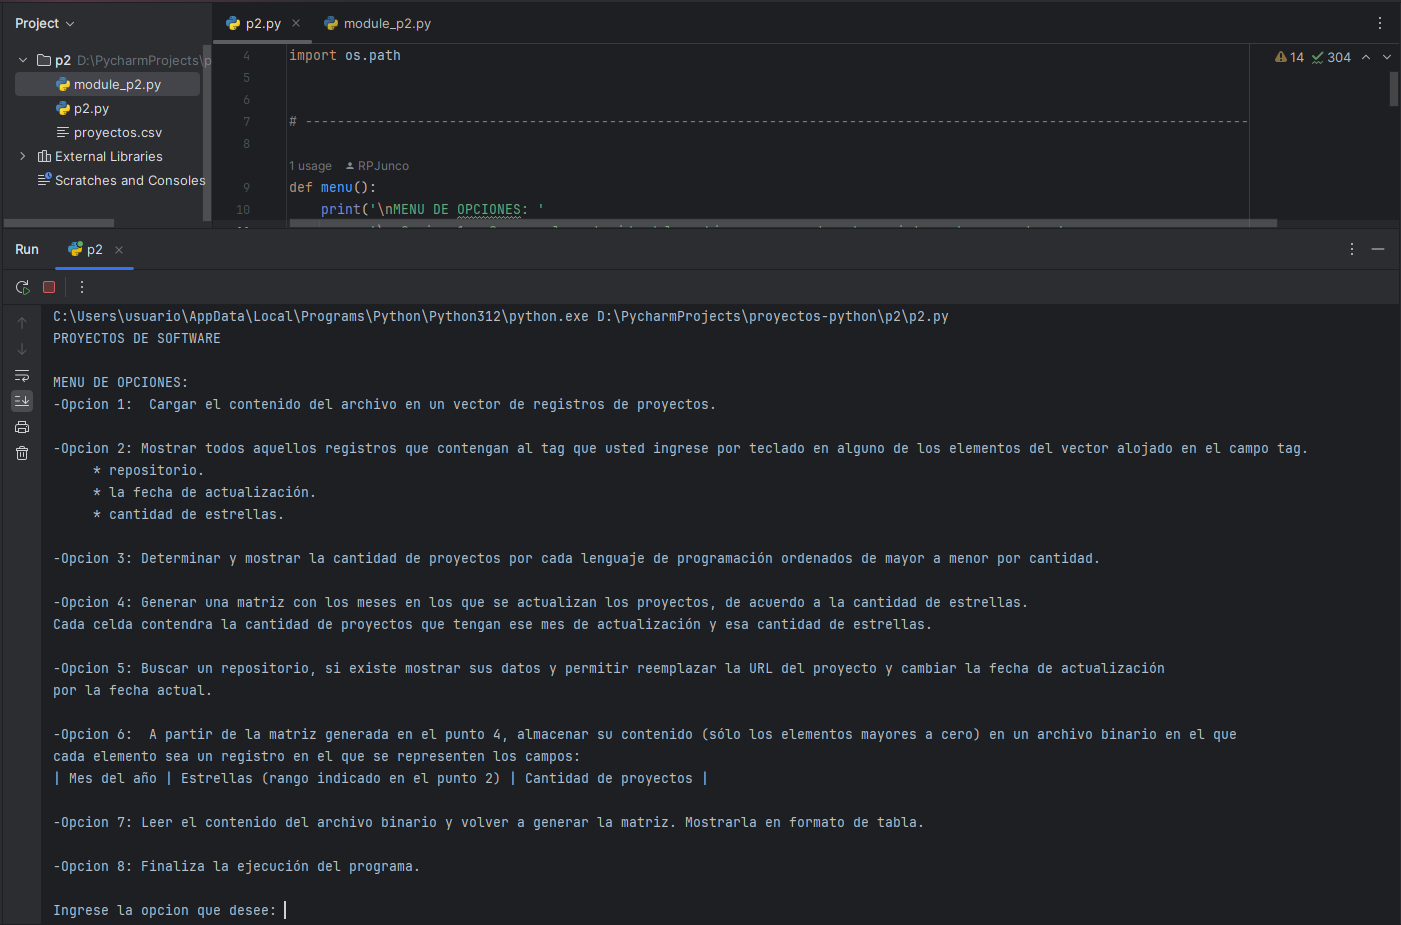 Project
p2.py
module_p2.py
p2 D:\PycharmProjects\p
module_p2.py
p2.py
proyectos.csv
External Libraries
Scratches and Consoles
14 304
4 import os.path
5
6
7 # ----------------------------------------------------------------------------------------------------------------------
8
1 usage RPJunco
9 def menu():
10 print('\nMENU DE OPCIONES: '
Run p2
C:\Users\usuario\AppData\Local\Programs\Python\Python312\python.exe D:\PycharmProjects\proyectos-python\p2\p2.py
PROYECTOS DE SOFTWARE
MENU DE OPCIONES:
-Opcion 1:  Cargar el contenido del archivo en un vector de registros de proyectos.
-Opcion 2: Mostrar todos aquellos registros que contengan al tag que usted ingrese por teclado en alguno de los elementos del vector alojado en el campo tag.
* repositorio.
* la fecha de actualización.
* cantidad de estrellas.
-Opcion 3: Determinar y mostrar la cantidad de proyectos por cada lenguaje de programación ordenados de mayor a menor por cantidad.
-Opcion 4: Generar una matriz con los meses en los que se actualizan los proyectos, de acuerdo a la cantidad de estrellas.
Cada celda contendra la cantidad de proyectos que tengan ese mes de actualización y esa cantidad de estrellas.
-Opcion 5: Buscar un repositorio, si existe mostrar sus datos y permitir reemplazar la URL del proyecto y cambiar la fecha de actualización
por la fecha actual.
-Opcion 6:  A partir de la matriz generada en el punto 4, almacenar su contenido (sólo los elementos mayores a cero) en un archivo binario en el que
cada elemento sea un registro en el que se representen los campos:
| Mes del año | Estrellas (rango indicado en el punto 2) | Cantidad de proyectos |
-Opcion 7: Leer el contenido del archivo binario y volver a generar la matriz. Mostrarla en formato de tabla.
-Opcion 8: Finaliza la ejecución del programa.
Ingrese la opcion que desee: